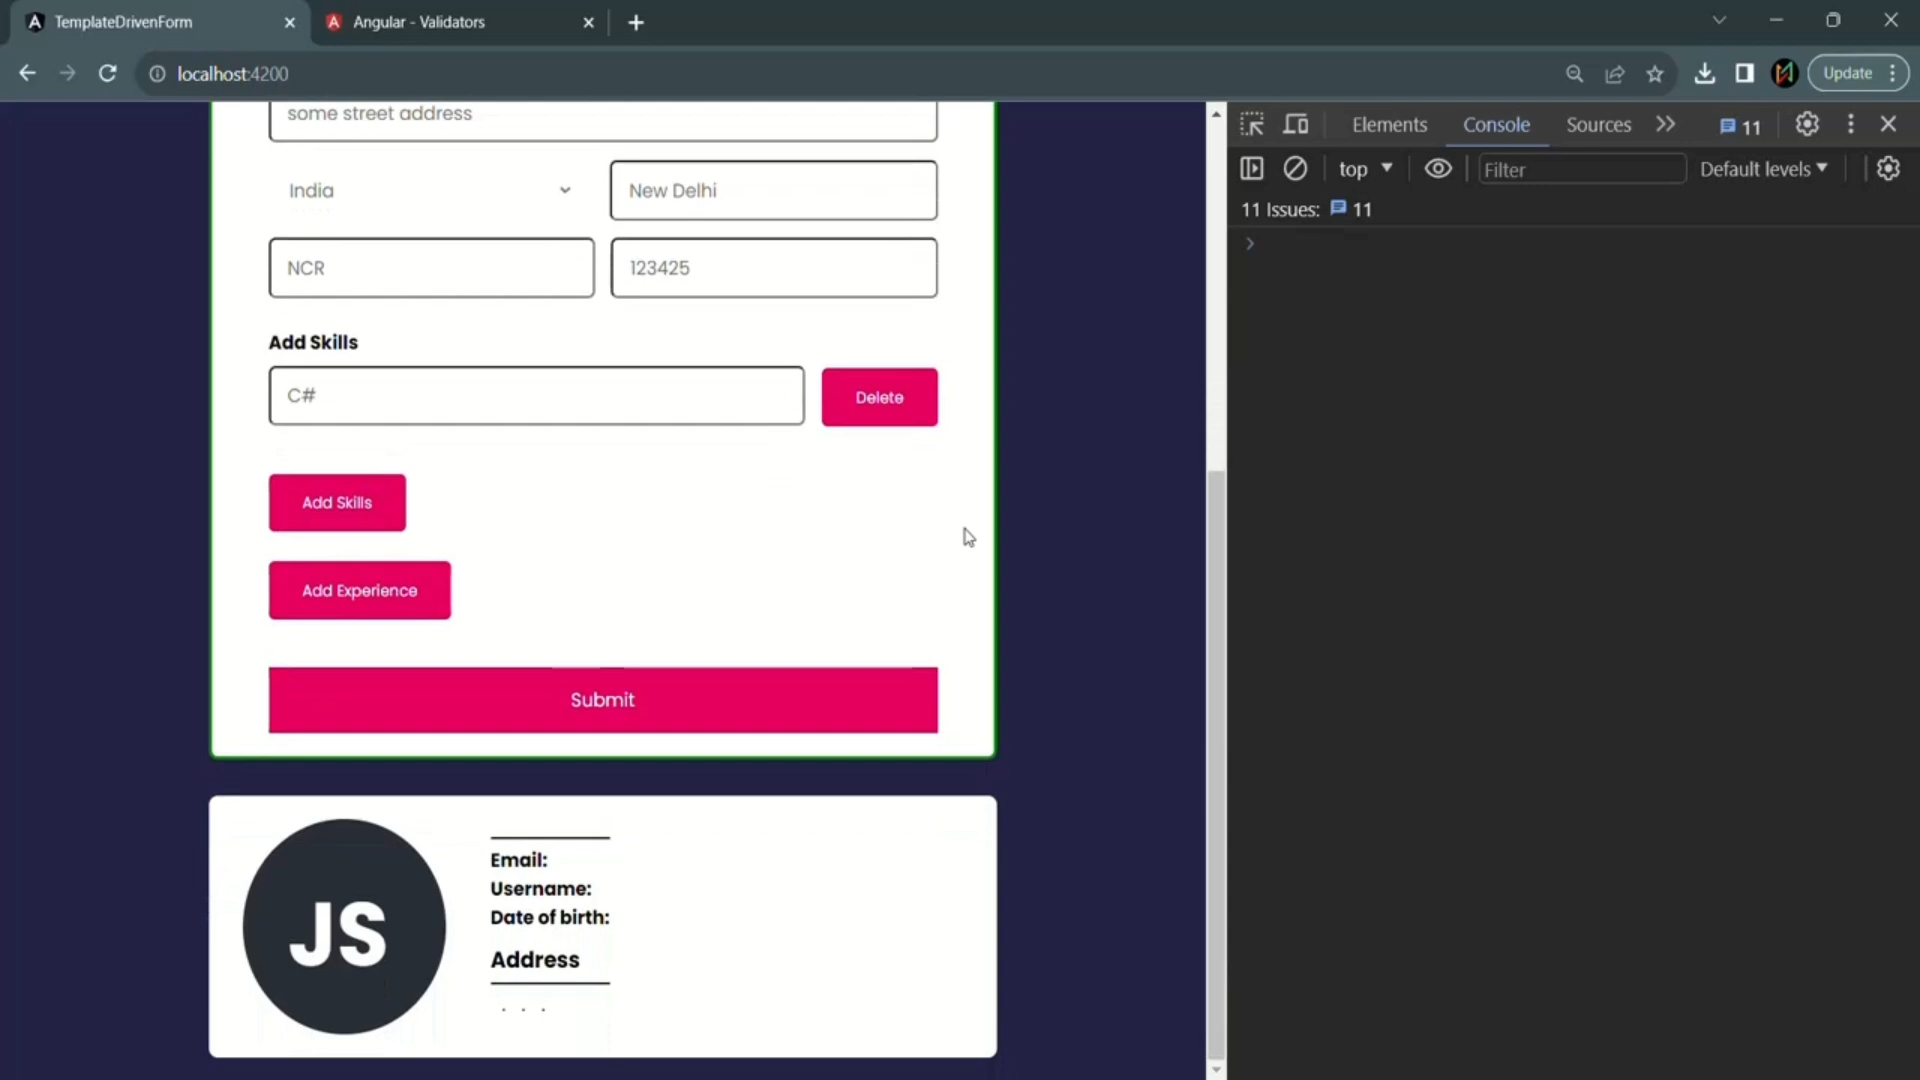 TemplateDrivenForm
Angular - Validators
localhost:4200
Update
some street address
India
New Delhi
NCR
123425
Add Skills
C#
Delete
Add Skills
Add Experience
Submit
JS
Email:
Username:
Date of birth:
Address
. . .
Elements
Console
Sources
11
top
Filter
Default levels
11 Issues:
11